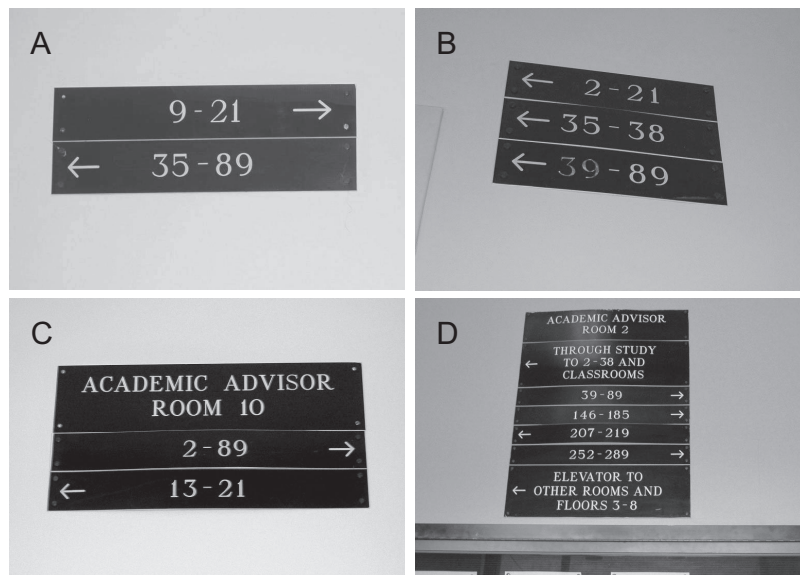 A
9 - 21 →
← 35 - 89
B
← 2 - 21
← 35 - 38
← 39 - 89
C
ACADEMIC ADVISOR
ROOM 10
2 - 89 →
← 13 - 21
D
ACADEMIC ADVISOR
ROOM 2
THROUGH STUDY
← TO 2 - 38 AND
CLASSROOMS
39 - 89 →
146 - 185 →
← 207 - 219
252 - 289 →
ELEVATOR TO
← OTHER ROOMS AND
FLOORS 3 - 8